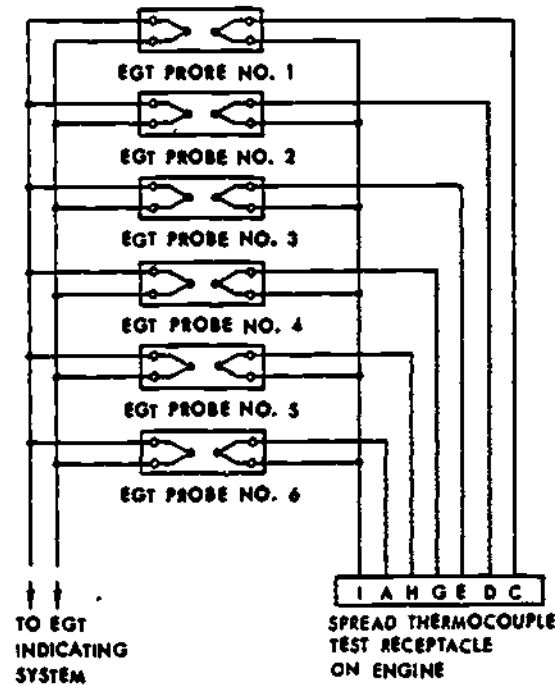 EGT PRORE NO. 1
EGT PROBE NO. 2
EGT PROBE NO. 3
EGT PROBE NO. 4
EGT PROBE NO. 5
EGT PROBE NO. 6
I A H G E D C
TO EGT
INDICATING
SYSTEM
SPREAD THERMOCOUPLE
TEST RECEPTACLE
ON ENGINE